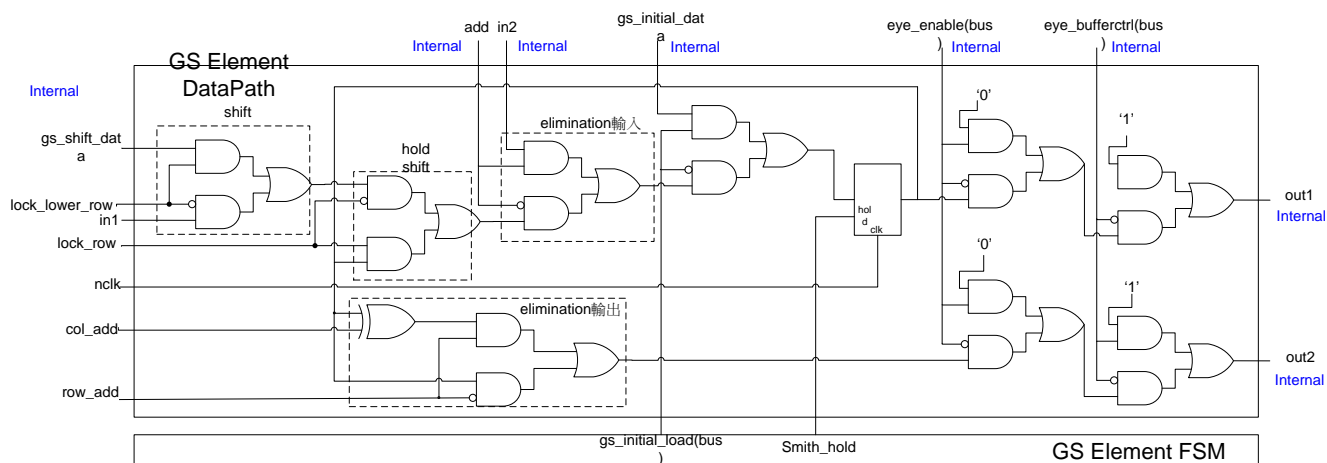 gs_initial_dat
a
Internal
add in2
Internal
Internal
eye_enable(bus
)
Internal
eye_bufferctrl(bus
)
Internal
GS Element
DataPath
Internal
shift
gs_shift_dat
a
lock_lower_row
in1
lock_row
nclk
col_add
row_add
hold
shift
elimination輸入
elimination輸出
hol
d
clk
'0'
'1'
'0'
'1'
out1
Internal
out2
Internal
gs_initial_load(bus
)
Smith_hold
GS Element FSM